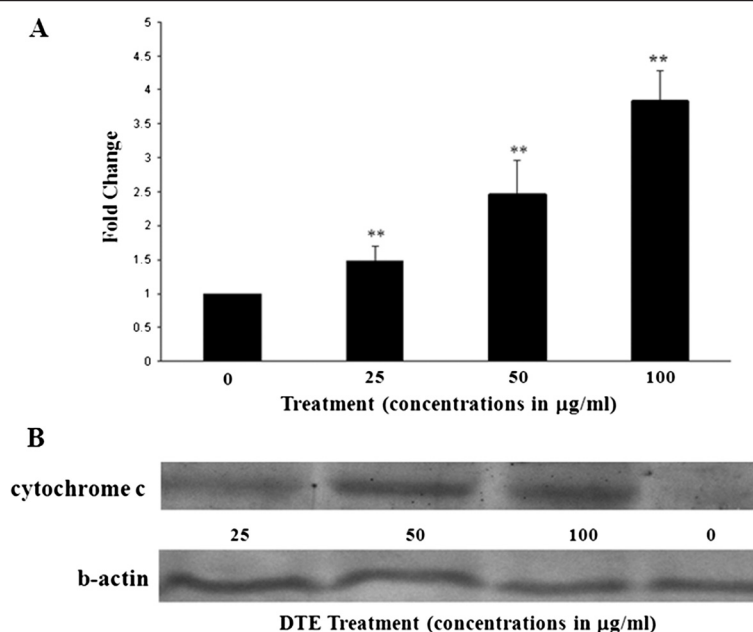 A
5
4.5
4
3.5
3
2.5
2
1.5
1
0.5
0
Fold Change
**
**
**
0 25 50 100
Treatment (concentrations in μg/ml)
B
cytochrome c
25 50 100 0
b-actin
DTE Treatment (concentrations in μg/ml)